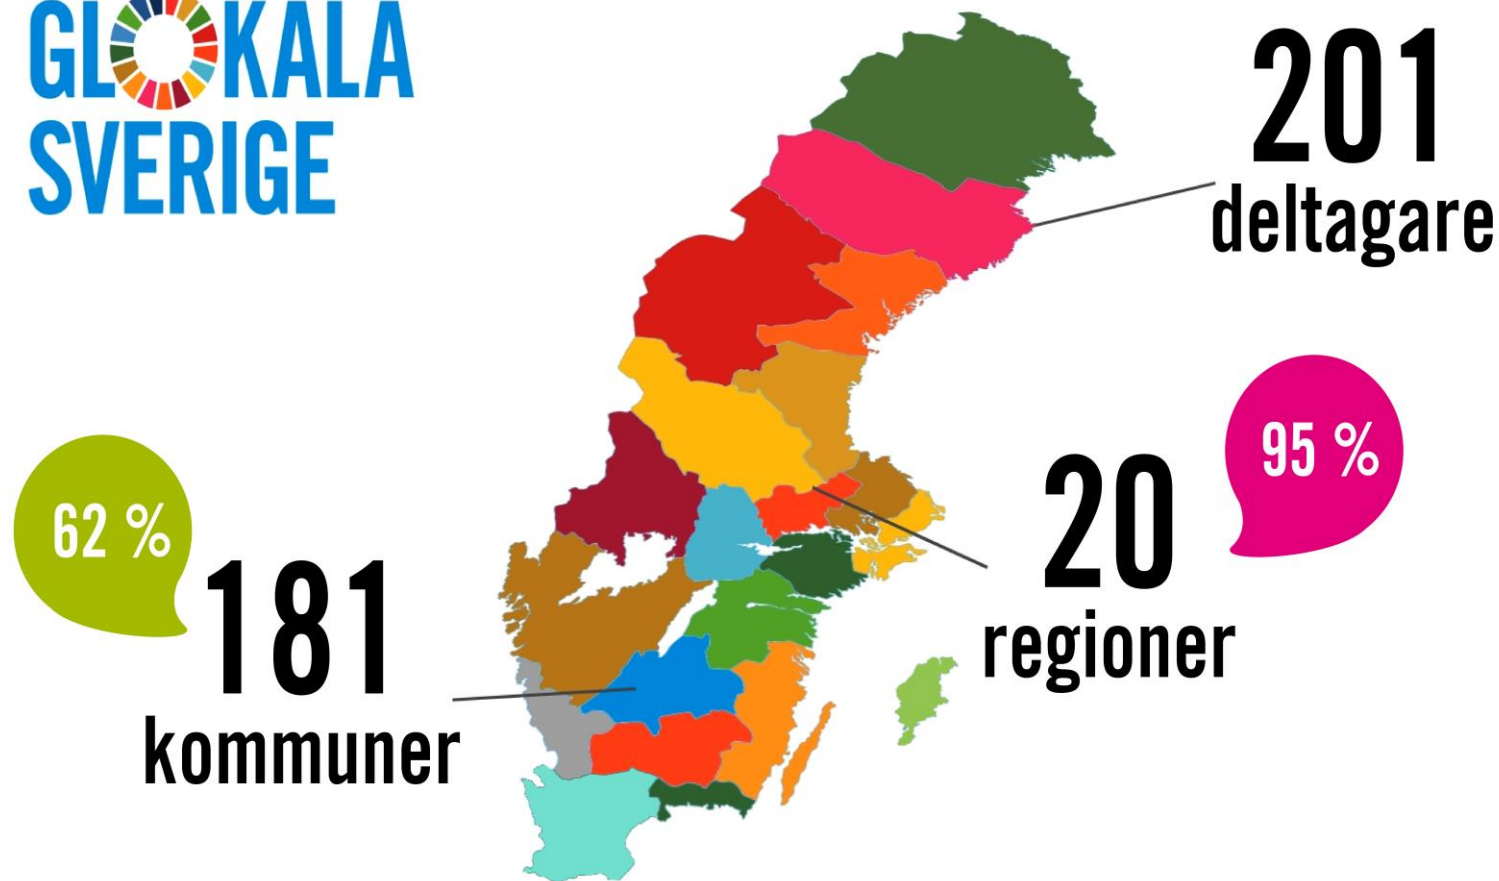 GLOKALA
SVERIGE
201
deltagare
95 %
20
regioner
62 %
181
kommuner